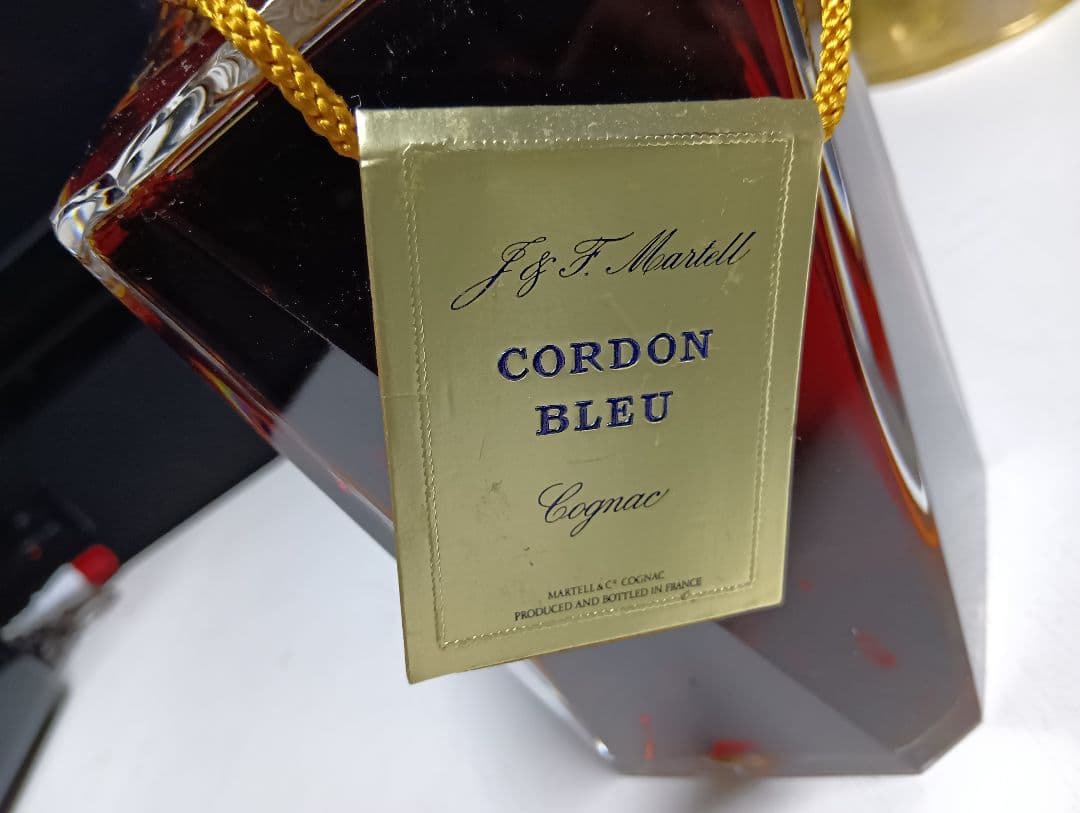 J & F. Martell
CORDON
BLEU
Cognac
MARTELL & Cº COGNAC
PRODUCED AND BOTTLED IN FRANCE